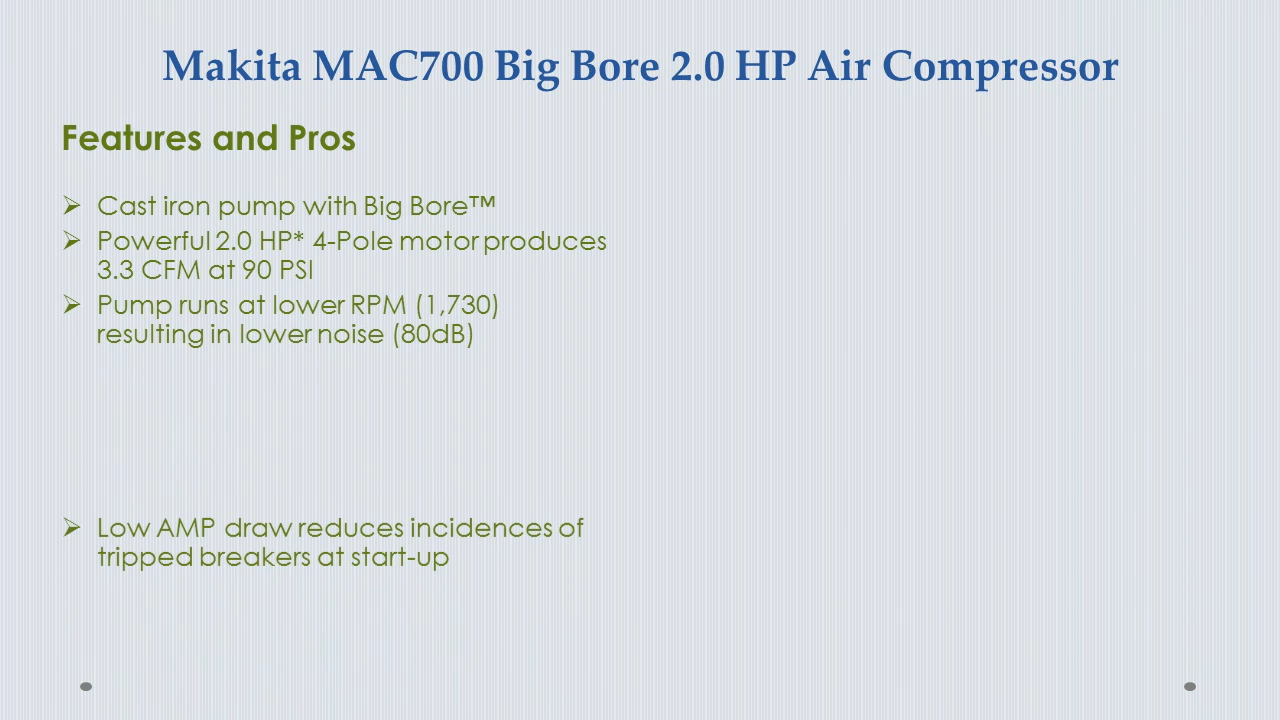 Makita MAC700 Big Bore 2.0 HP Air Compressor
Features and Pros
Cast iron pump with Big Bore™
Powerful 2.0 HP* 4-Pole motor produces
3.3 CFM at 90 PSI
Pump runs at lower RPM (1,730)
resulting in lower noise (80dB)
Low AMP draw reduces incidences of
tripped breakers at start-up